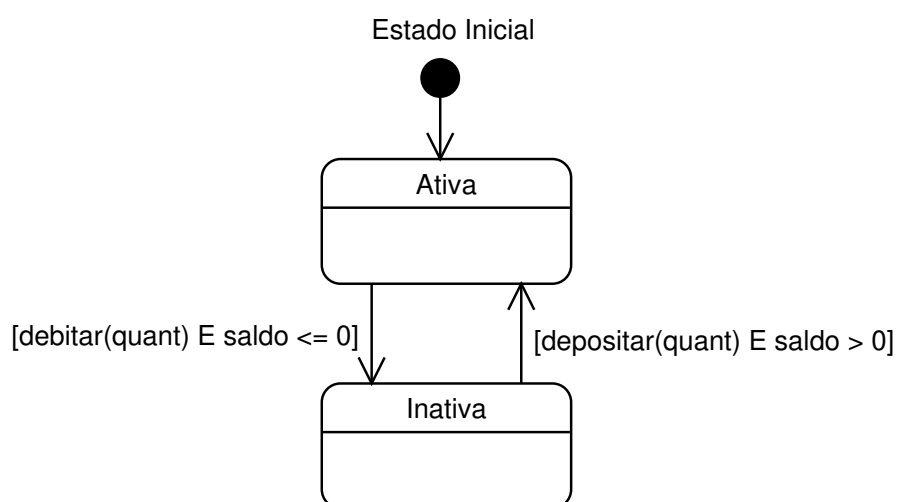 Estado Inicial
Ativa
[debitar(quant) E saldo <= 0]
[depositar(quant) E saldo > 0]
Inativa